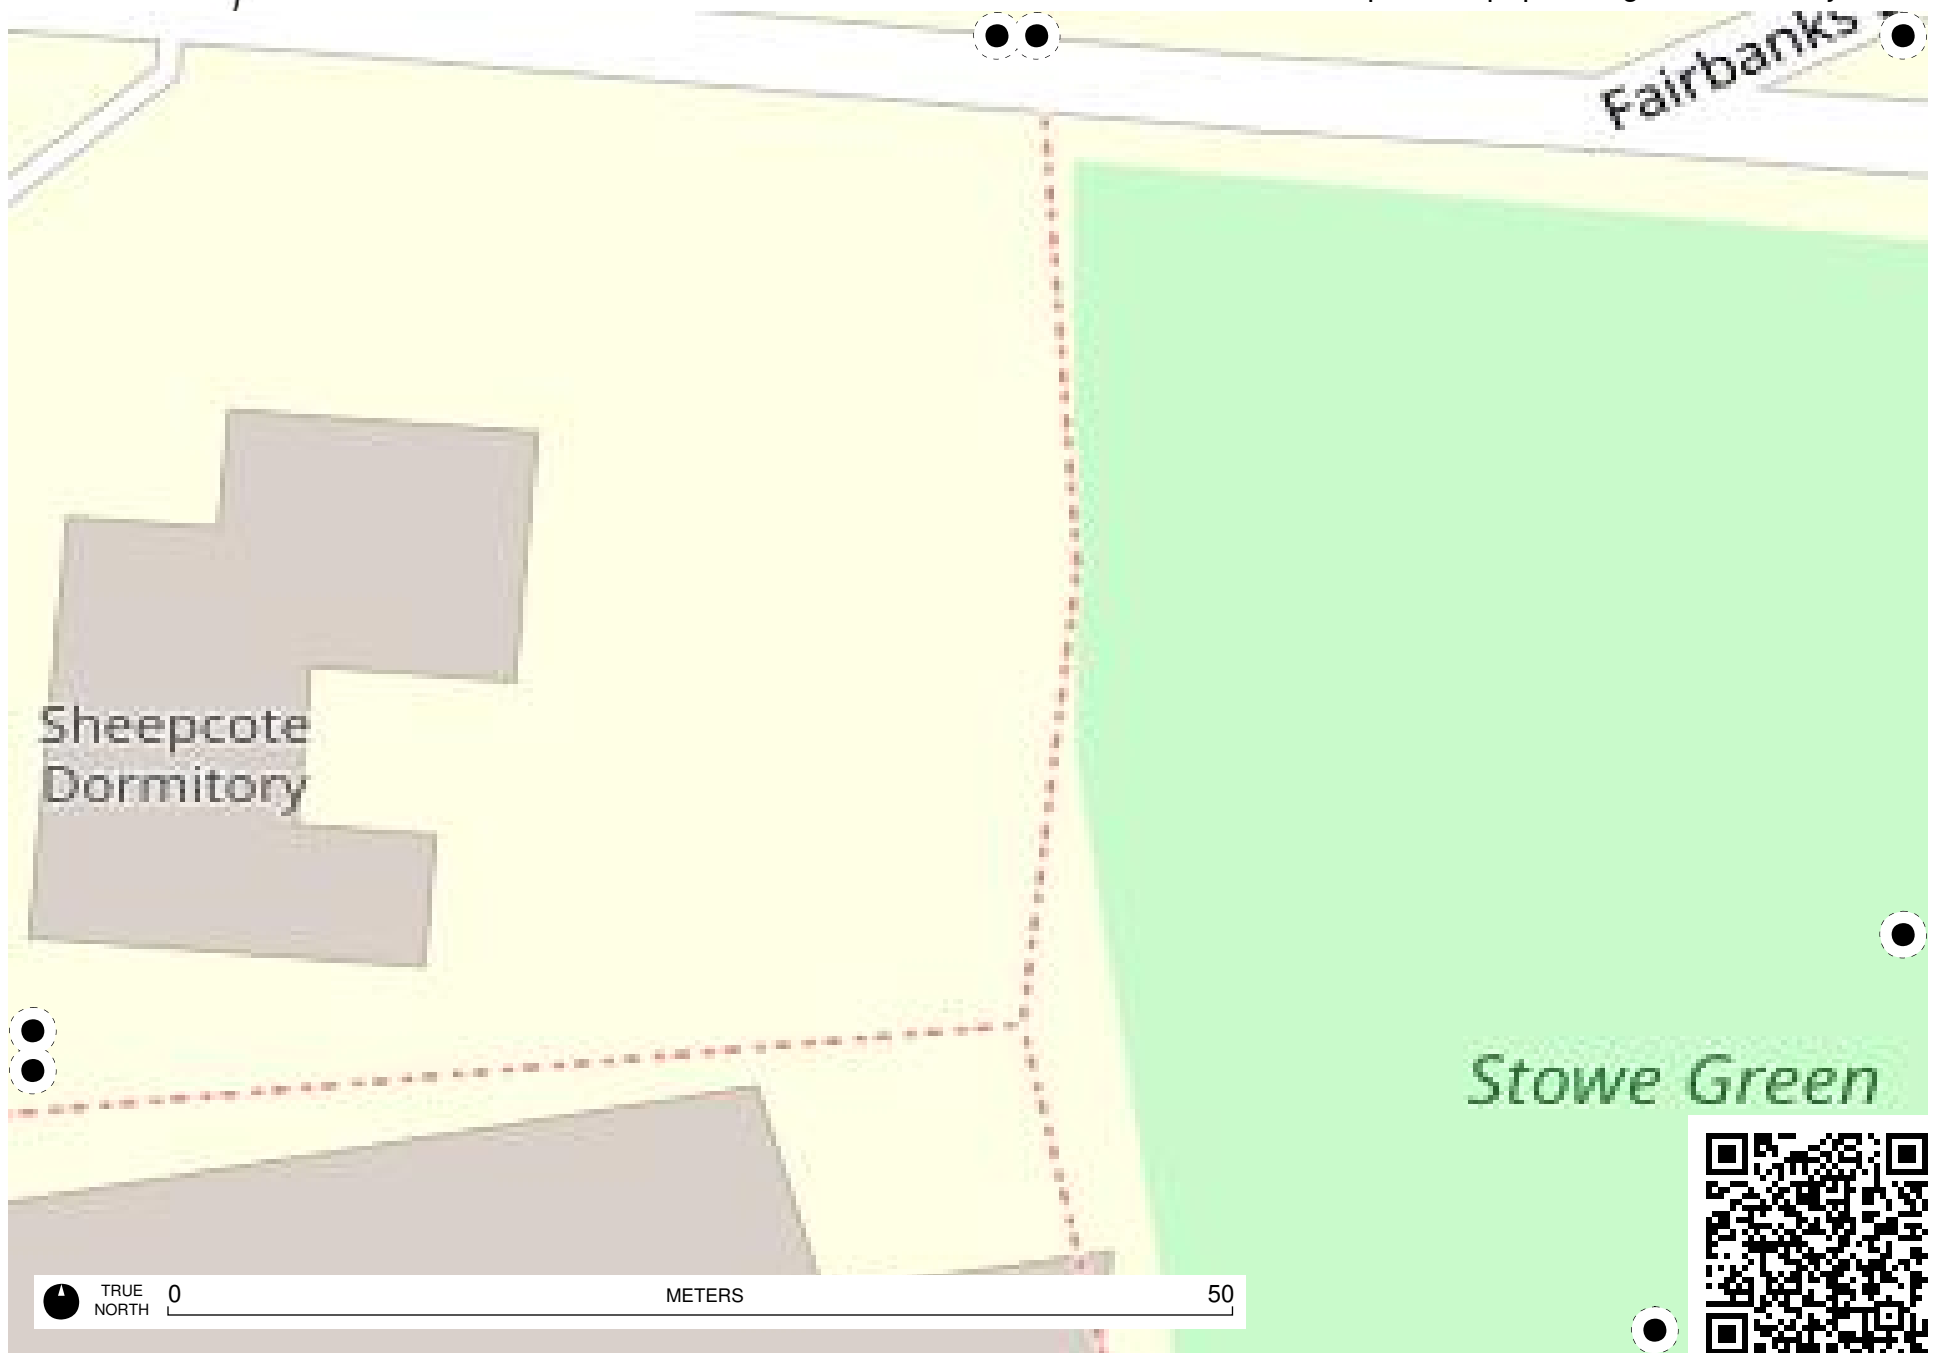 Fairbanks
Sheepcote
Dormitory
Stowe Green
TRUE
NORTH
0
METERS
50